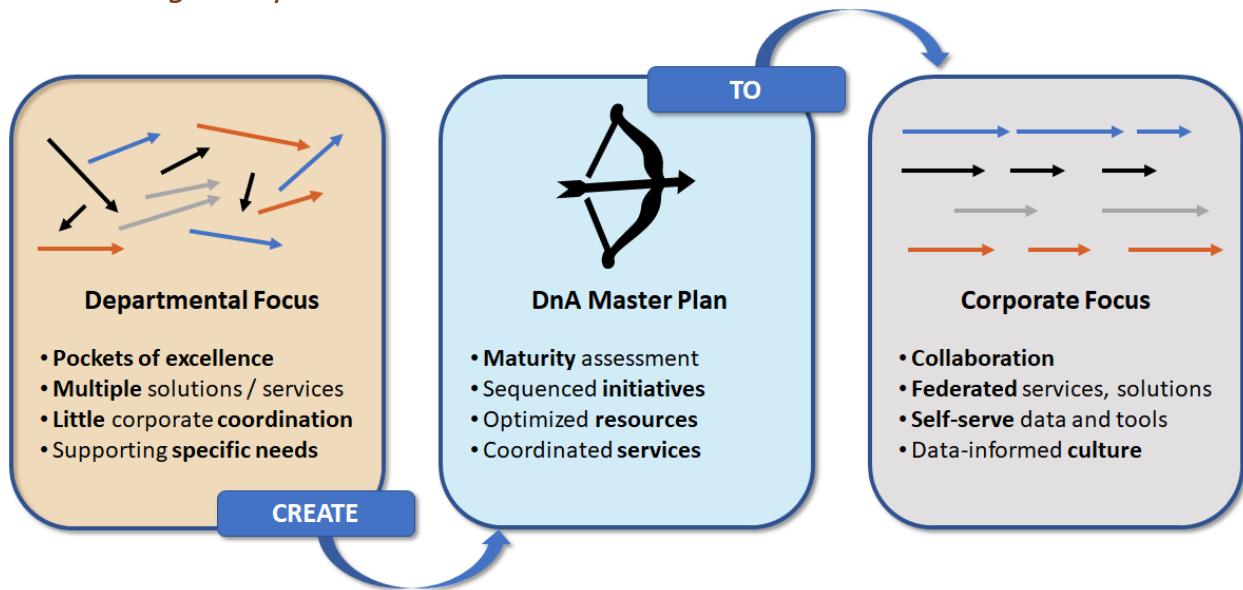 Departmental Focus
• Pockets of excellence
• Multiple solutions / services
• Little corporate coordination
• Supporting specific needs
CREATE
DnA Master Plan
• Maturity assessment
• Sequenced initiatives
• Optimized resources
• Coordinated services
TO
Corporate Focus
• Collaboration
• Federated services, solutions
• Self-serve data and tools
• Data-informed culture